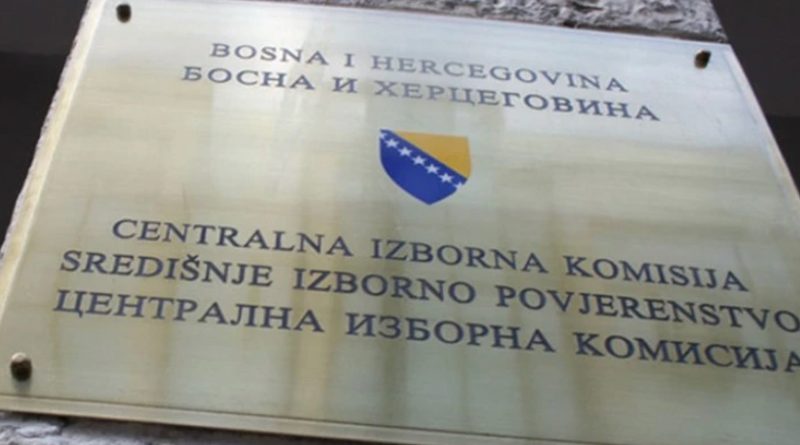 BOSNA I HERCEGOVINA
БОСНА И ХЕРЦЕГОВИНА
CENTRALNA IZBORNA KOMISIJA
SREDIŠNJE IZBORNO POVJERENSTVO
ЦЕНТРАЛНА ИЗБОРНА КОМИСИЈА